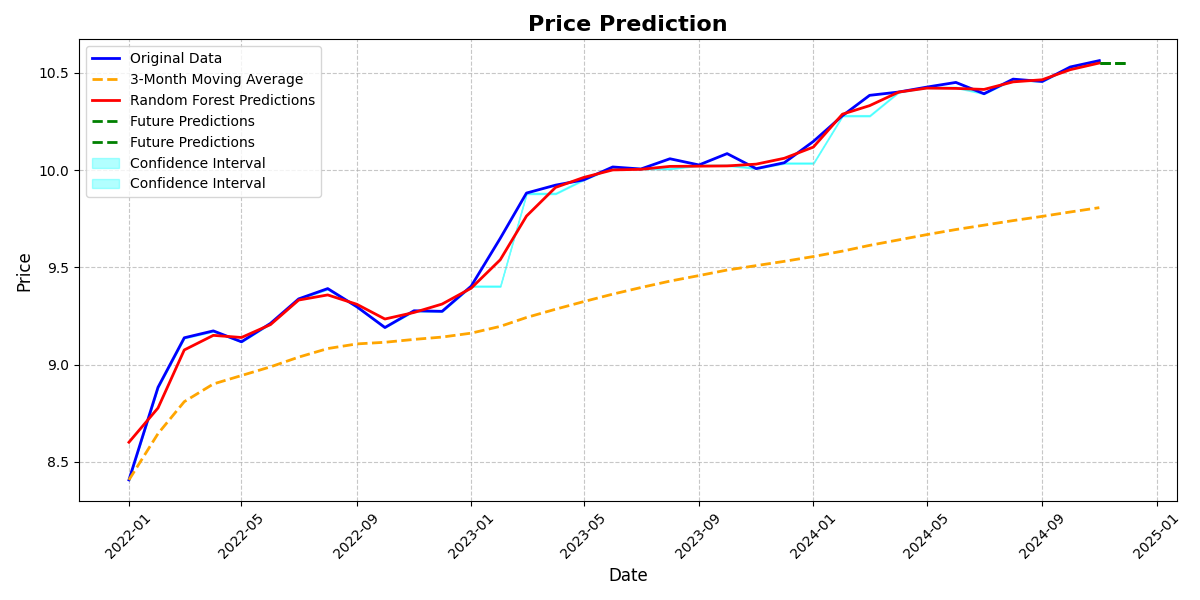 Price Prediction
Original Data
3-Month Moving Average
Random Forest Predictions
Future Predictions
Future Predictions
Confidence Interval
Confidence Interval
Price
10.5
10.0
9.5
9.0
8.5
2022-01
2022-05
2022-09
2023-01
2023-05
2023-09
2024-01
2024-05
2024-09
2025-01
Date